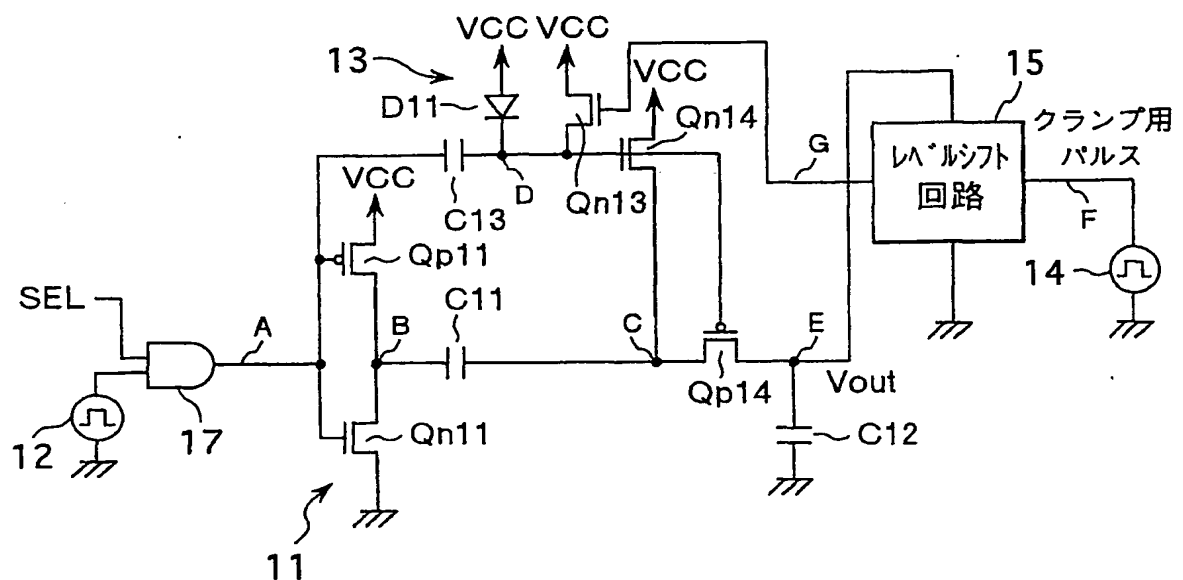 VCC VCC
13
VCC
15
D11
Qn14
クランプ用
パルス
レベルシフト
回路
G
D
Qn13
F
VCC
C13
14
Qp11
SEL
C11
A
B
C
E
Qp14
Vout
12
17
Qn11
C12
11